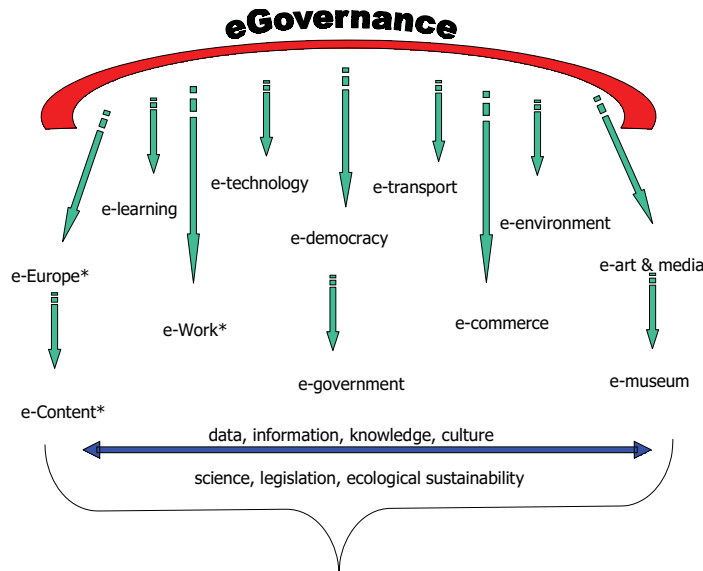 eGovernance
e-technology
e-transport
e-learning
e-environment
e-democracy
e-art & media
e-Europe*
e-Work*
e-commerce
e-government
e-museum
e-Content*
data, information, knowledge, culture
science, legislation, ecological sustainability